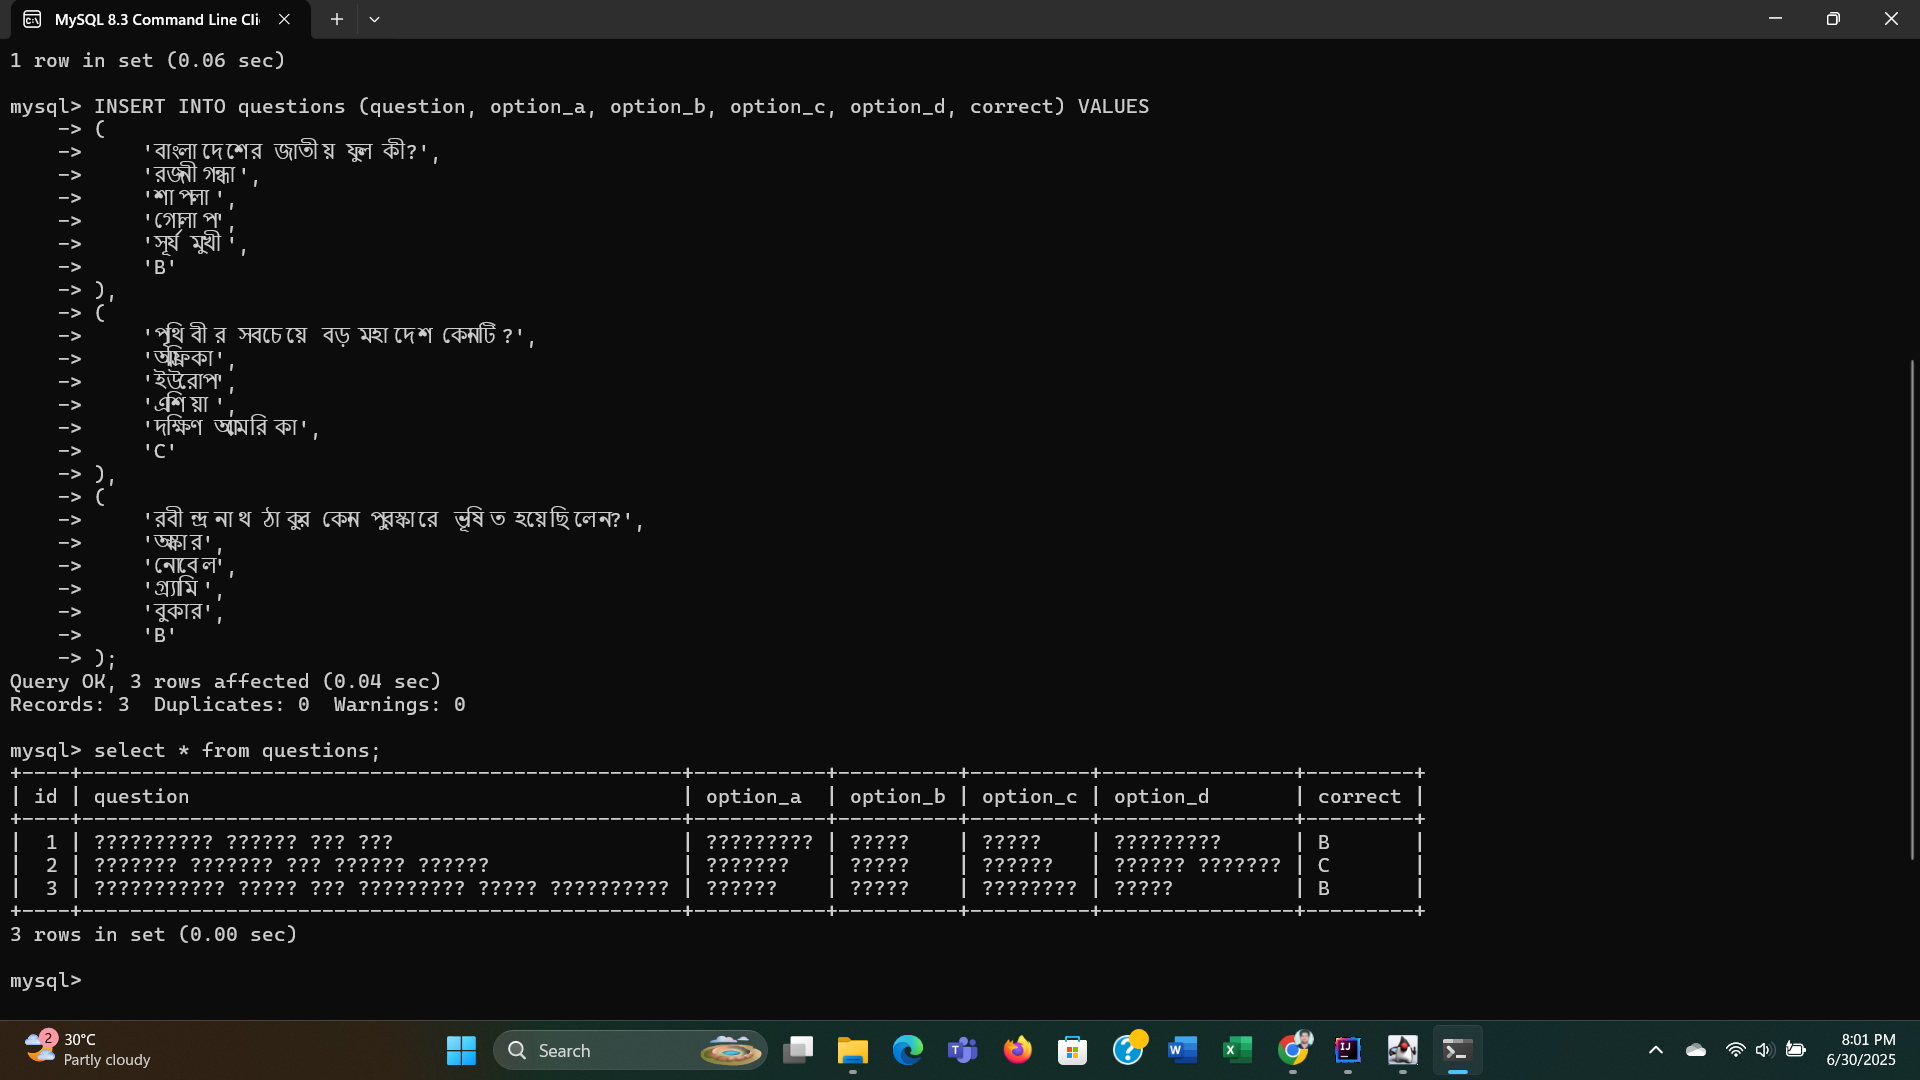 MySQL 8.3 Command Line Cli
1 row in set (0.06 sec)
mysql> INSERT INTO questions (question, option_a, option_b, option_c, option_d, correct) VALUES
-> (
-> 'বাংলাদেশের জাতীয় ফুল কী?',
-> 'রজনীগন্ধা',
-> 'শাপলা',
-> 'গোলাপ',
-> 'সূর্যমুখী',
-> 'B'
-> ),
-> (
-> 'পৃথিবীর সবচেয়ে বড় মহাদেশ কোনটি?',
-> 'আফ্রিকা',
-> 'ইউরোপ',
-> 'এশিয়া',
-> 'দক্ষিণ আমেরিকা',
-> 'C'
-> ),
-> (
-> 'রবীন্দ্রনাথ ঠাকুর কোন পুরস্কারে ভূষিত হয়েছিলেন?',
-> 'অস্কার',
-> 'নোবেল',
-> 'গ্র্যামি',
-> 'বুকার',
-> 'B'
-> );
Query OK, 3 rows affected (0.04 sec)
Records: 3  Duplicates: 0  Warnings: 0
mysql> select * from questions;
+----+--------------------------------------------------+-----------+----------+----------+----------------+---------+
| id | question                                         | option_a  | option_b | option_c | option_d       | correct |
+----+--------------------------------------------------+-----------+----------+----------+----------------+---------+
|  1 | ?????????? ?????? ??? ???                        | ????????? | ?????    | ?????    | ?????????      | B       |
|  2 | ??????? ??????? ??? ?????? ??????                | ???????   | ?????    | ??????   | ?????? ??????? | C       |
|  3 | ??????????? ????? ??? ????????? ????? ?????????? | ??????    | ?????    | ???????? | ?????          | B       |
+----+--------------------------------------------------+-----------+----------+----------+----------------+---------+
3 rows in set (0.00 sec)
mysql>
2
30°C
Partly cloudy
Search
8:01 PM
6/30/2025